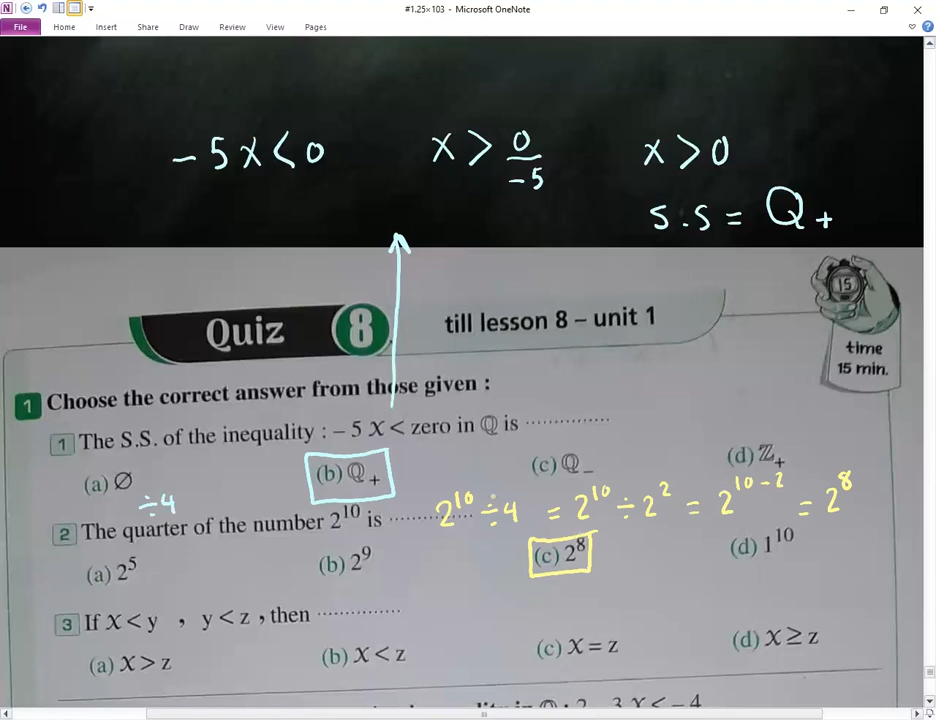 #1.25×103 - Microsoft OneNote
File Home Insert Share Draw Review View Pages
-5x<0 x > 0/-5 x>0
S.S = Q+
Quiz 8 till lesson 8 – unit 1
15
time
15 min.
1 Choose the correct answer from those given :
1 The S.S. of the inequality : – 5 X < zero in ℚ is ...............
(a) ∅ (b) ℚ₊ (c) ℚ₋ (d) ℤ₊
÷4
2 The quarter of the number 2¹⁰ is ............... 2¹⁰ ÷ 4 = 2¹⁰ ÷ 2² = 2¹⁰⁻² = 2⁸
(a) 2⁵ (b) 2⁹ (c) 2⁸ (d) 1¹⁰
3 If X < y , y < z , then ...............
(a) X > z (b) X < z (c) X = z (d) X ≥ z